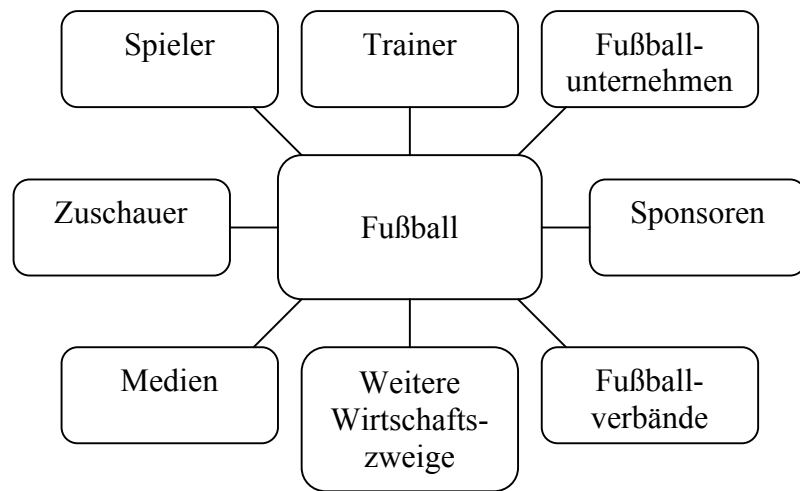 Spieler
Trainer
Fußball-
unternehmen
Zuschauer
Fußball
Sponsoren
Medien
Weitere
Wirtschafts-
zweige
Fußball-
verbände